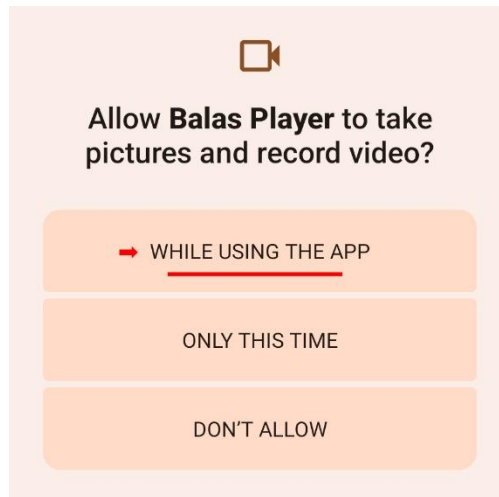 Allow Balas Player to take
pictures and record video?
WHILE USING THE APP
ONLY THIS TIME
DON'T ALLOW